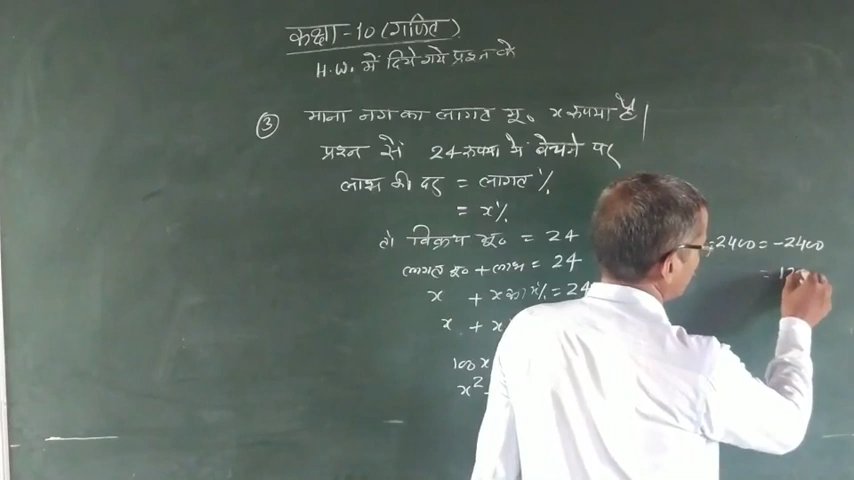 कक्षा-10 (गणित)
H.W. में दिये गये प्रश्न के
③ माना नग का लागत मू० x रुपया है।
प्रश्न से 24 रुपया में बेचने पर
लाभ की दर = लागत %
= x%
तो विक्रय मू० = 24
लागत मू० + लाभ = 24
x + x का x% = 24
x + x
100x
x² -
-2400 = -2400
= 12